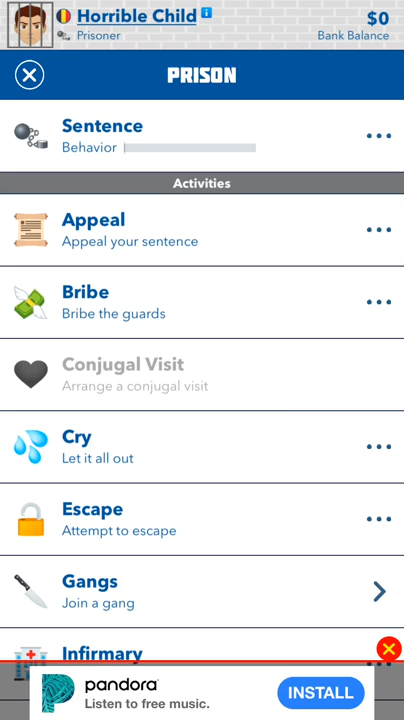 Horrible Child
$0
Prisoner
Bank Balance
PRISON
Sentence
Behavior
Activities
Appeal
Appeal your sentence
Bribe
Bribe the guards
Conjugal Visit
Arrange a conjugal visit
Cry
Let it all out
Escape
Attempt to escape
Gangs
Join a gang
Infirmary
pandora
Listen to free music.
INSTALL